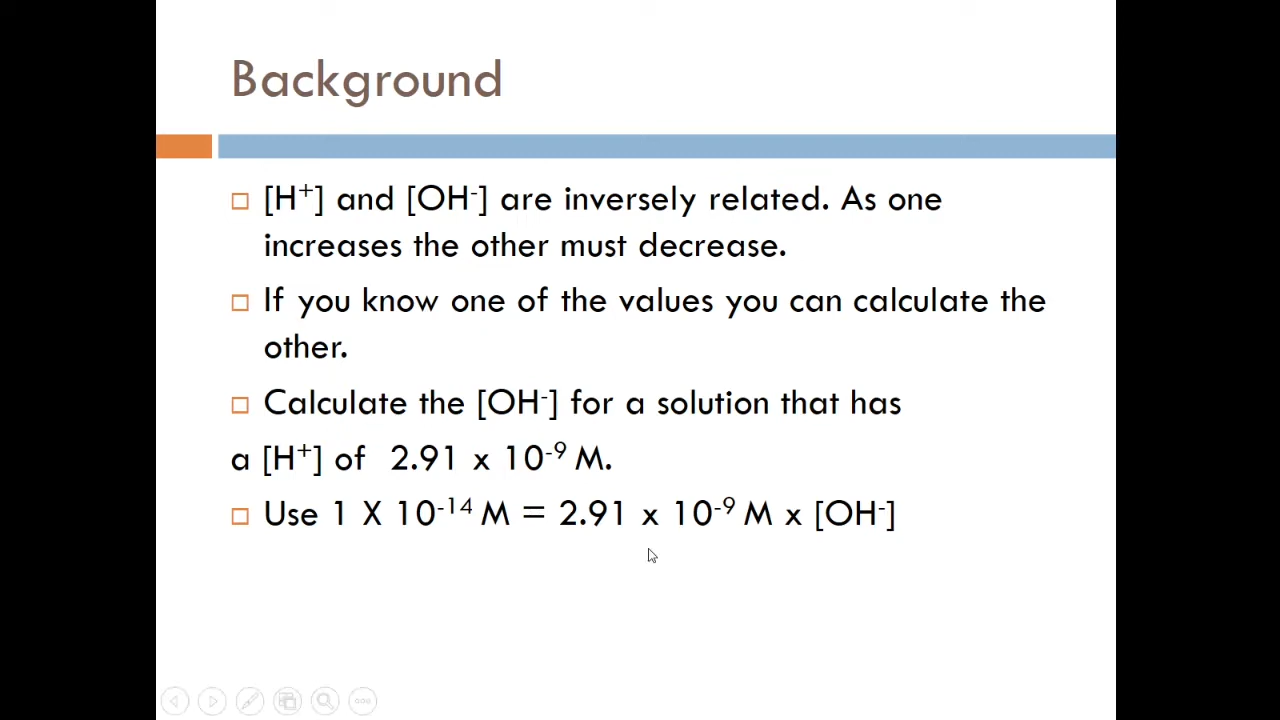 Background
[H⁺] and [OH⁻] are inversely related. As one
increases the other must decrease.
If you know one of the values you can calculate the
other.
Calculate the [OH⁻] for a solution that has
a [H⁺] of 2.91 x 10⁻⁹ M.
Use 1 X 10⁻¹⁴ M = 2.91 x 10⁻⁹ M x [OH⁻]